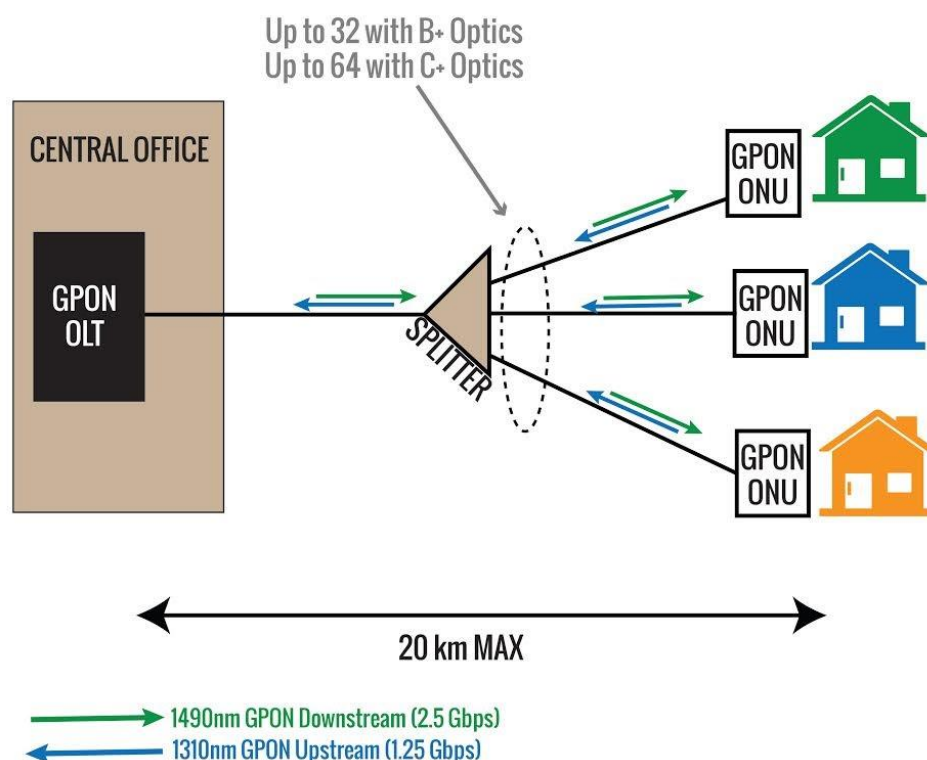 Up to 32 with B+ Optics
Up to 64 with C+ Optics
CENTRAL OFFICE
GPON
OLT
SPLITTER
GPON
ONU
GPON
ONU
GPON
ONU
20 km MAX
1490nm GPON Downstream (2.5 Gbps)
1310nm GPON Upstream (1.25 Gbps)